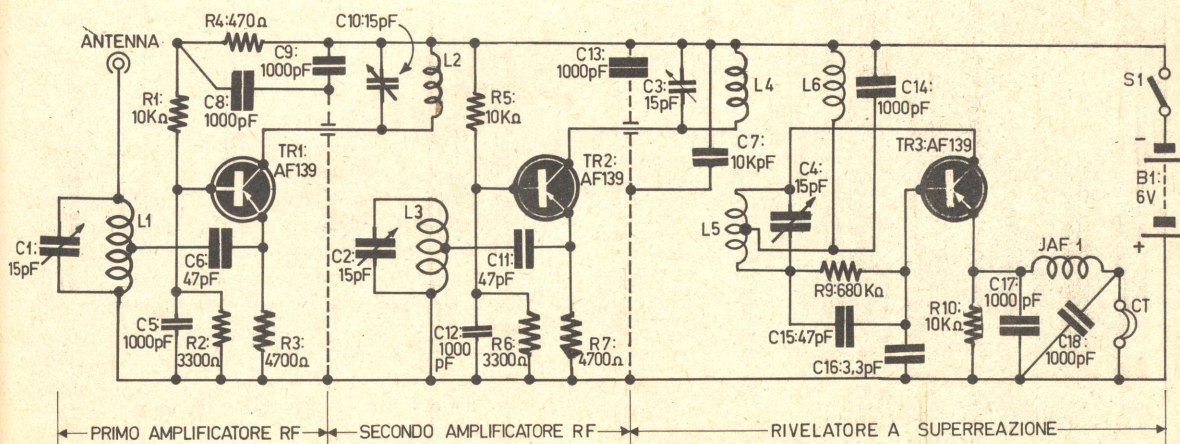 ANTENNA
R4:470Ω
C10:15pF
C9:
1000pF
L2
C8:
1000pF
R1:
10KΩ
TR1:
AF139
L1
C1:
15pF
C6:
47pF
C5:
1000pF
R2:
3300Ω
R3:
4700Ω
R5:
10KΩ
TR2:
AF139
L3
C2:
15pF
C11:
47pF
C12:
1000
pF
R6:
3300Ω
R7:
4700Ω
C13:
1000pF
C3:
15pF
L4
L6
C14:
1000pF
C7:
10KpF
C4:
15pF
TR3:AF139
L5
R9:680KΩ
C15:47pF
C16:3,3pF
R10:
10KΩ
C17:
1000pF
JAF 1
C18:
1000pF
CT
S1
-
B1:
6V
+
PRIMO AMPLIFICATORE RF
SECONDO AMPLIFICATORE RF
RIVELATORE A SUPERREAZIONE